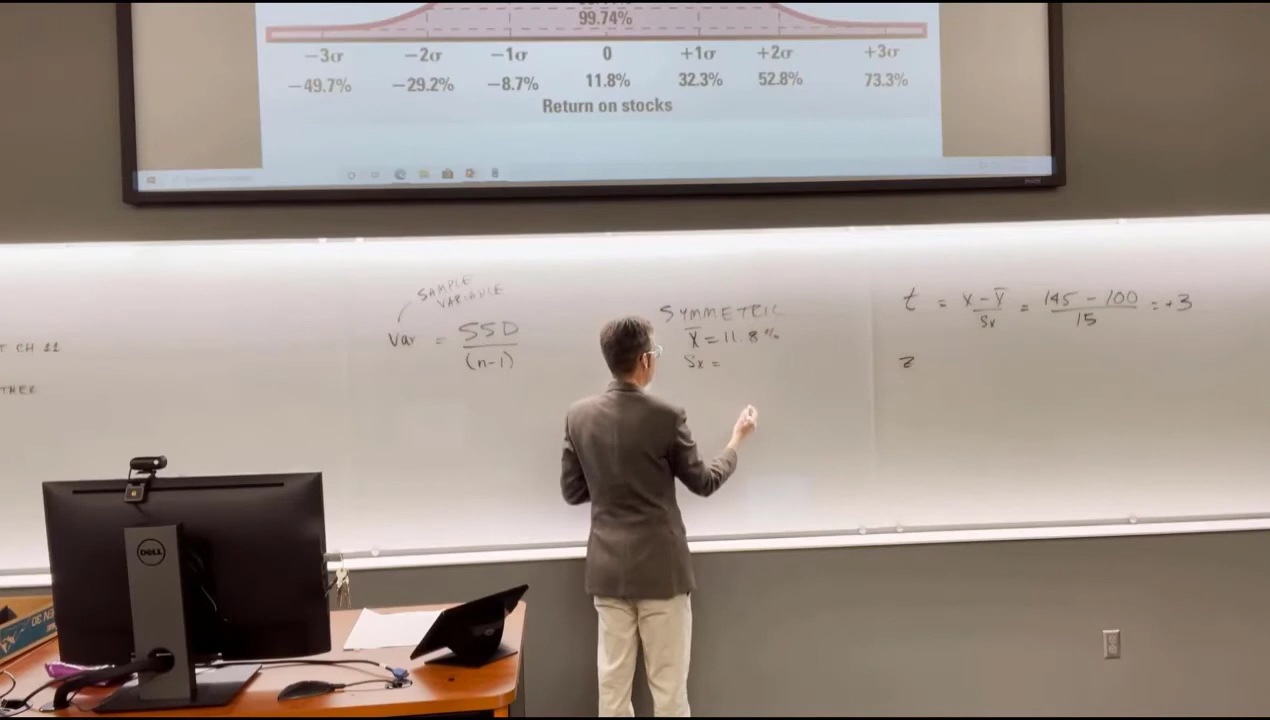 99.74%
−3σ −2σ −1σ 0 +1σ +2σ +3σ
−49.7% −29.2% −8.7% 11.8% 32.3% 52.8% 73.3%
Return on stocks
SAMPLE
VARIANCE
Var = SSD
(n-1)
T CH 11
THER
SYMMETRIC
X̄ = 11.8%
Sx =
t = X - X̄ = 145 - 100 = +3
Sx 15
z
DELL